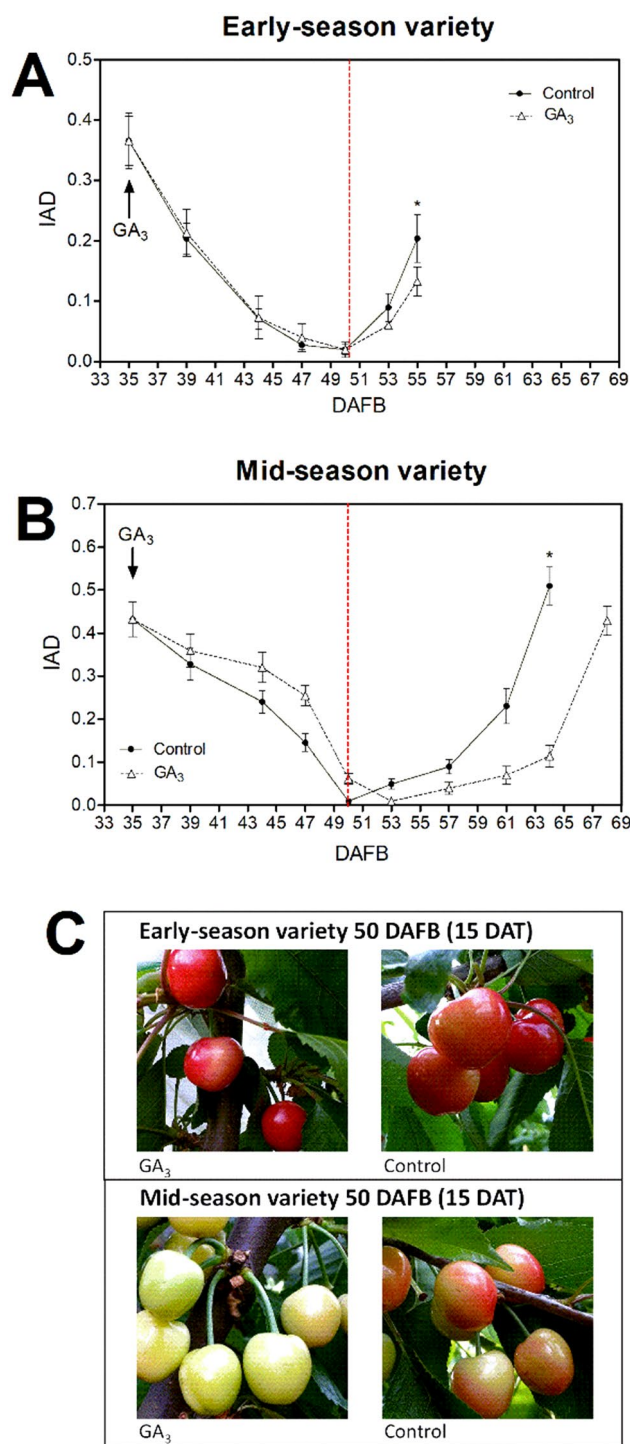 Early-season variety
A
0.5
0.4
0.3
0.2
0.1
0.0
IAD
Control
GA₃
*
GA₃
33 35 37 39 41 43 45 47 49 51 53 55 57 59 61 63 65 67 69
DAFB
Mid-season variety
B
0.7
0.6
0.5
0.4
0.3
0.2
0.1
0.0
IAD
GA₃
*
Control
GA₃
33 35 37 39 41 43 45 47 49 51 53 55 57 59 61 63 65 67 69
DAFB
C
Early-season variety 50 DAFB (15 DAT)
GA₃ Control
Mid-season variety 50 DAFB (15 DAT)
GA₃ Control